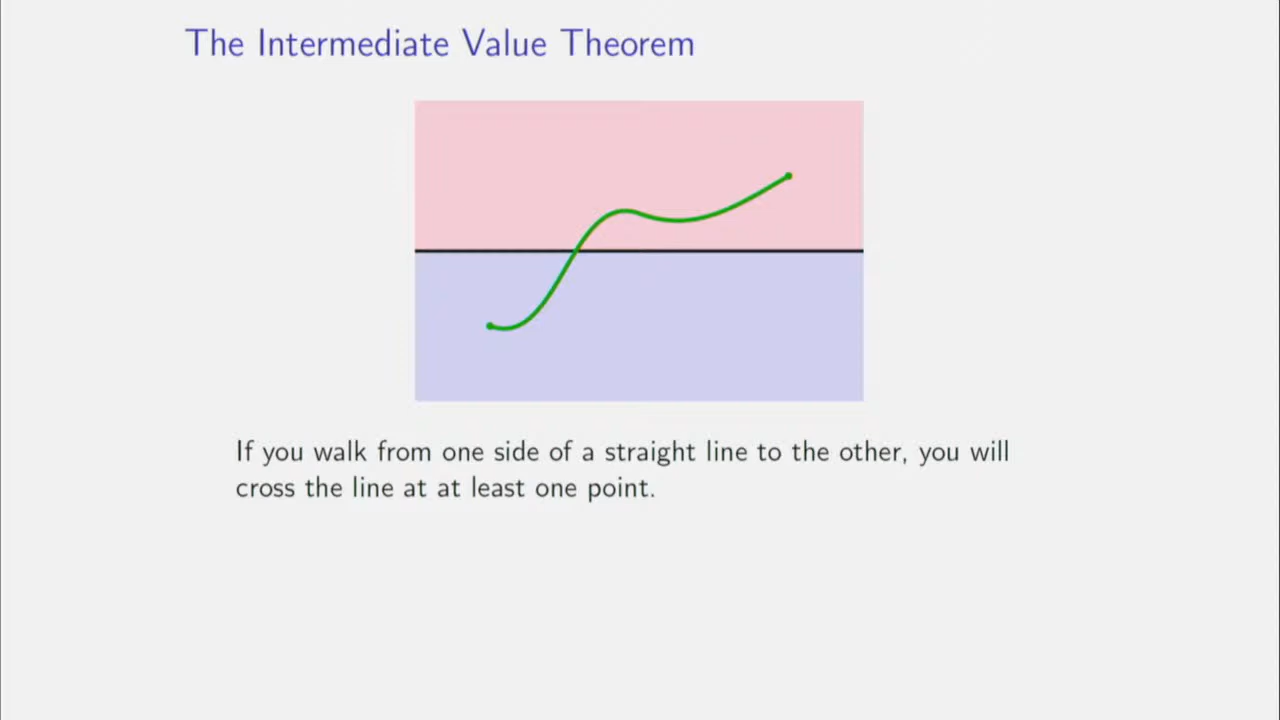 The Intermediate Value Theorem
If you walk from one side of a straight line to the other, you will
cross the line at at least one point.